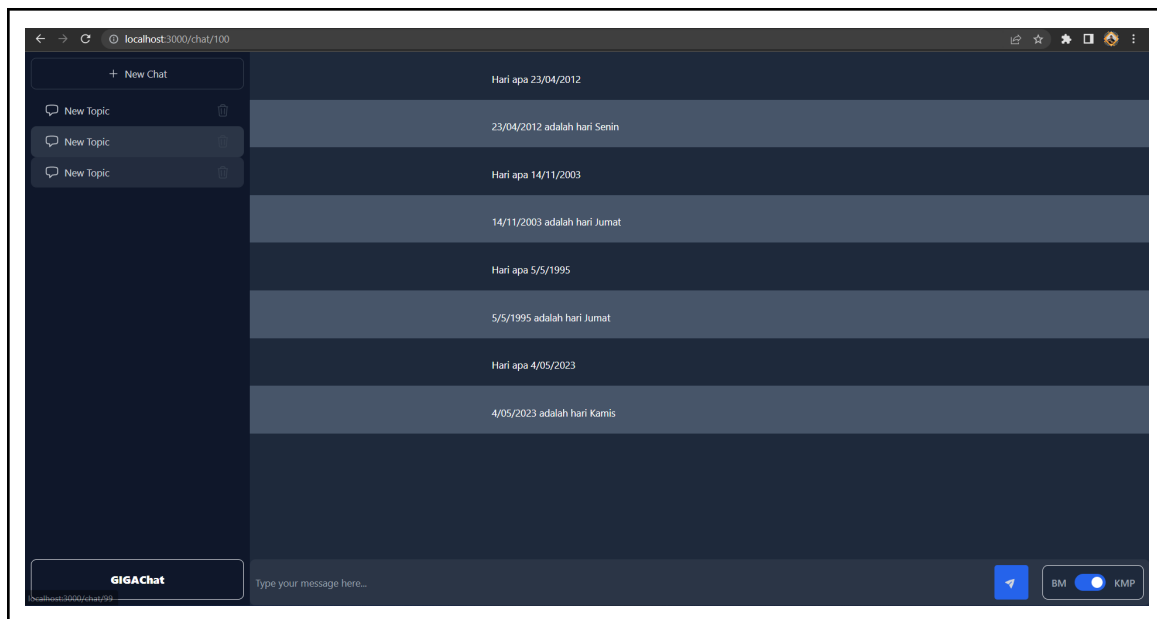 localhost:3000/chat/100
+ New Chat
New Topic
New Topic
New Topic
Hari apa 23/04/2012
23/04/2012 adalah hari Senin
Hari apa 14/11/2003
14/11/2003 adalah hari Jumat
Hari apa 5/5/1995
5/5/1995 adalah hari Jumat
Hari apa 4/05/2023
4/05/2023 adalah hari Kamis
GIGAChat
Type your message here...
BM KMP
localhost:3000/chat/99